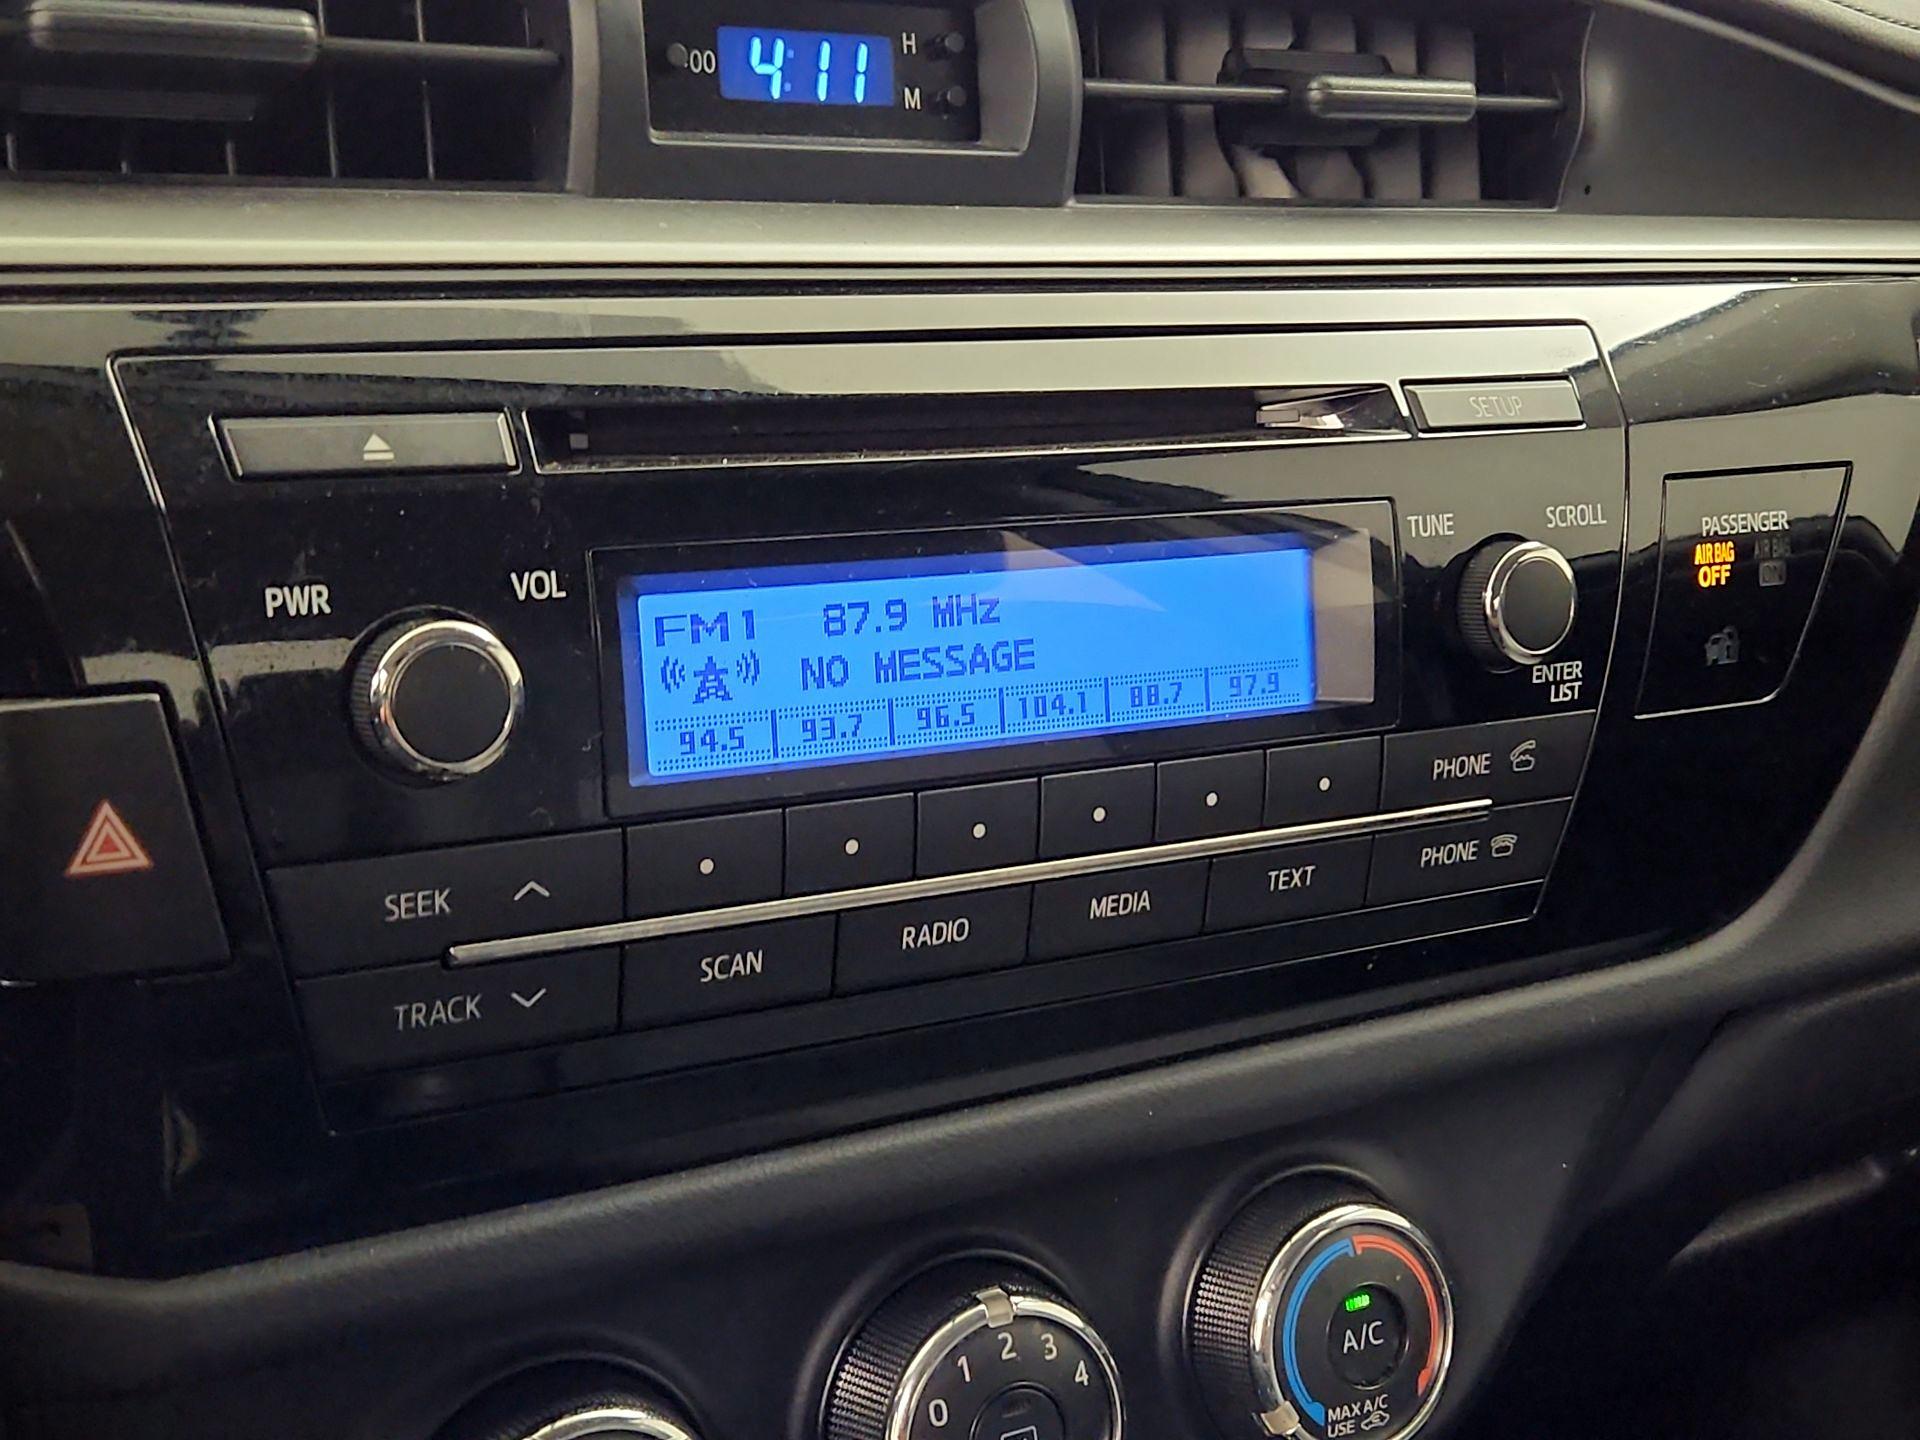 :00
4:11
H
M
SETUP
PWR
VOL
TUNE
SCROLL
ENTER
LIST
FM1 87.9 MHz
NO MESSAGE
94.5 93.7 96.5 104.1 88.7 97.9
PASSENGER
AIR BAG
OFF
AIR BAG
ON
PHONE
PHONE
SEEK
TRACK
SCAN
RADIO
MEDIA
TEXT
0
1
2
3
4
A/C
MAX A/C
USE